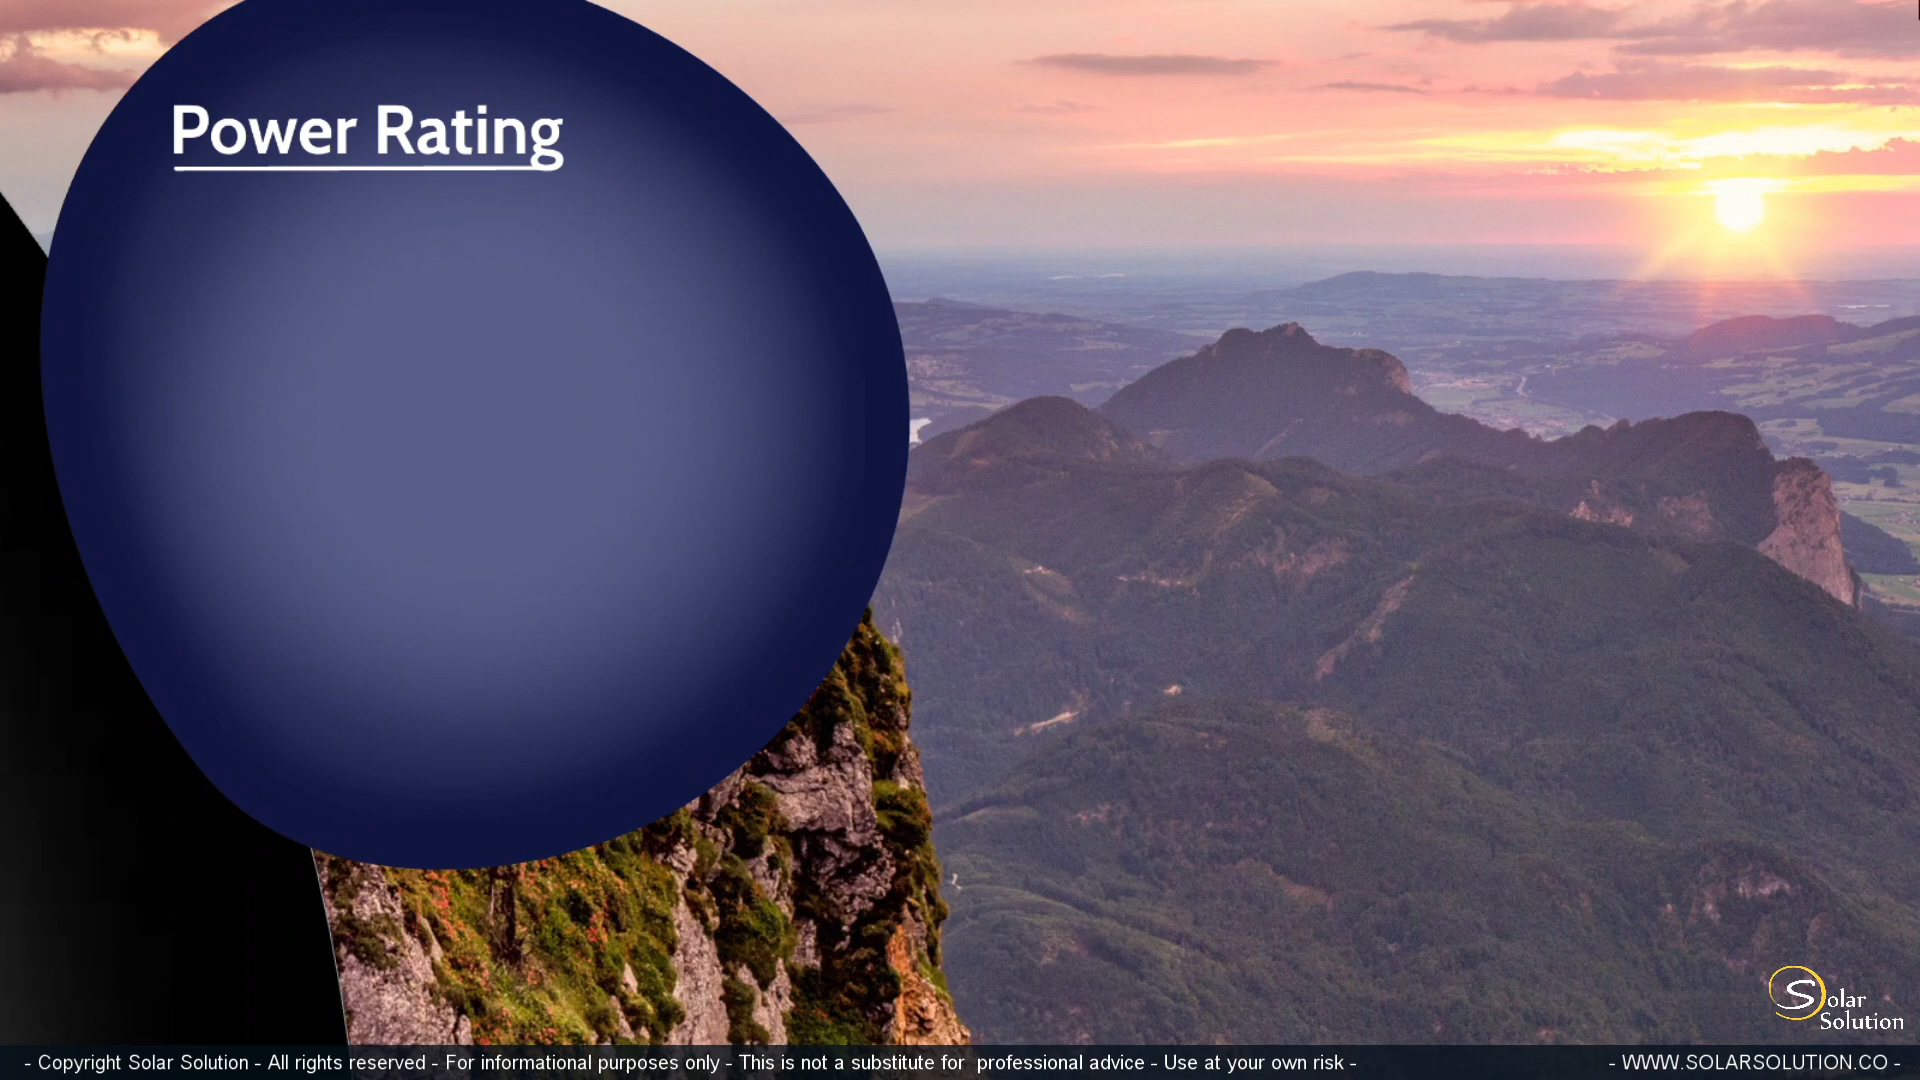 Power Rating
Solar
Solution
- Copyright Solar Solution - All rights reserved - For informational purposes only - This is not a substitute for  professional advice - Use at your own risk -
- WWW.SOLARSOLUTION.CO -